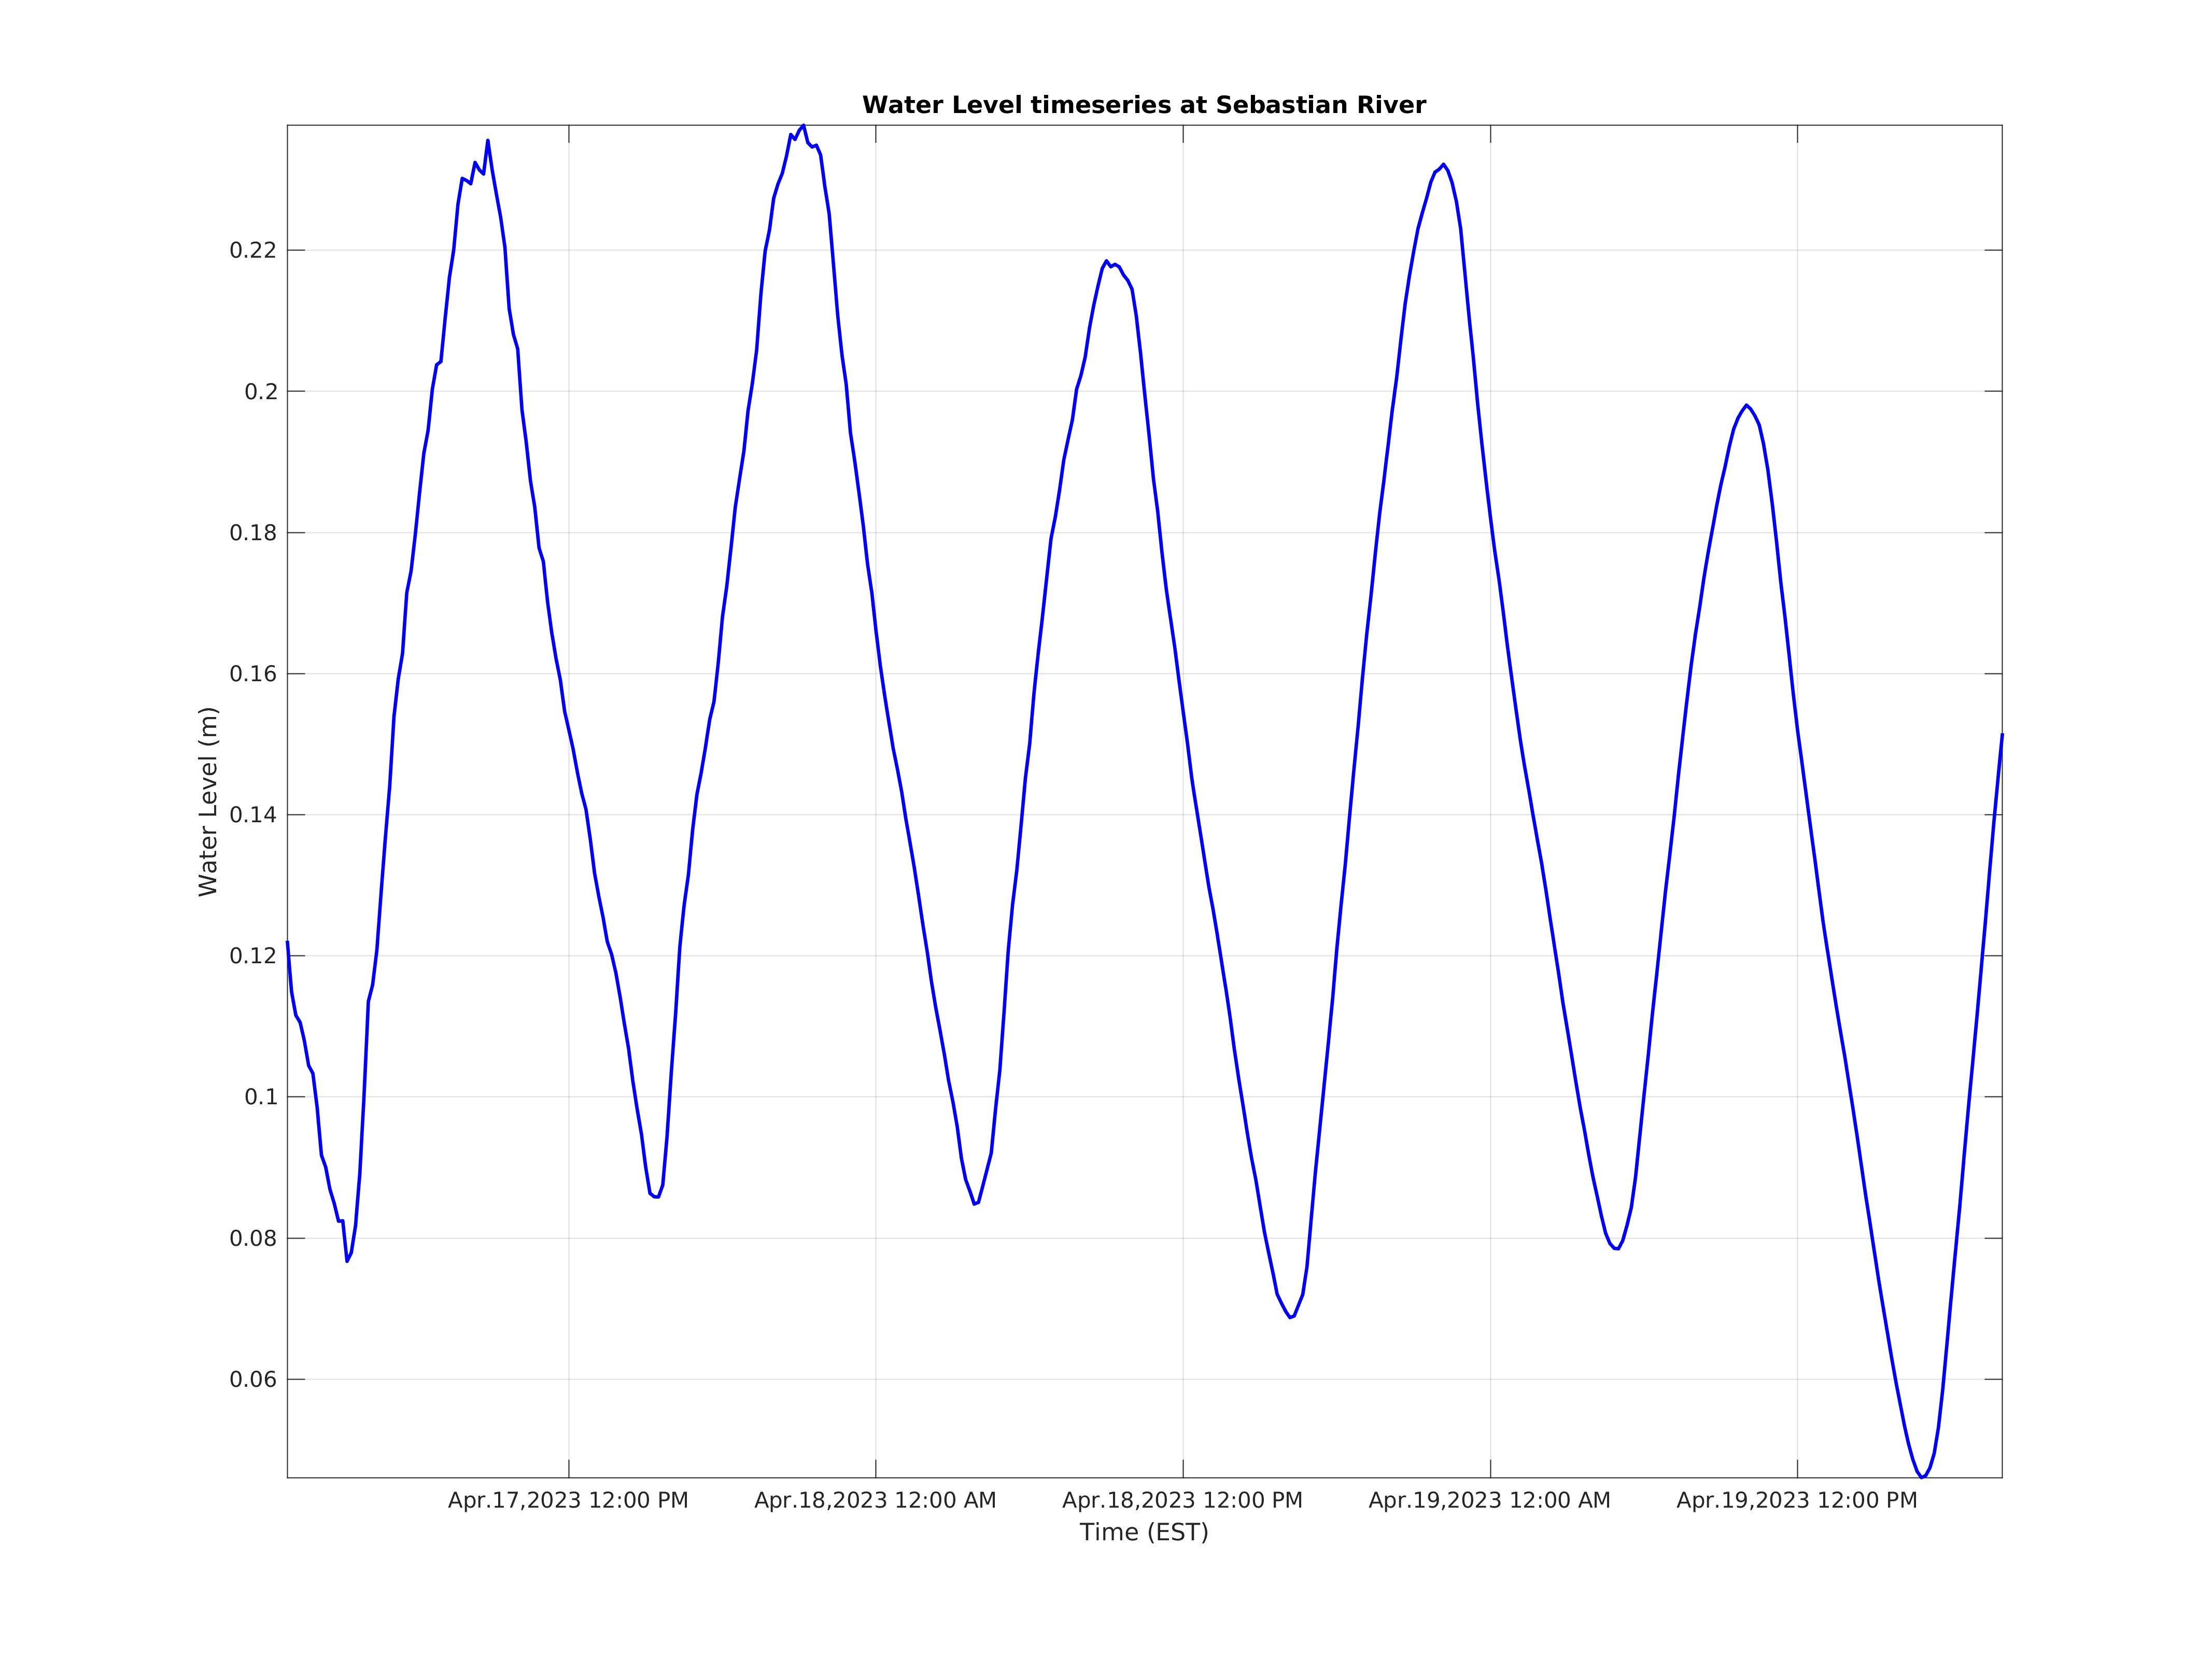 Water Level timeseries at Sebastian River
0.22
0.2
0.18
0.16
0.14
0.12
0.1
0.08
0.06
Water Level (m)
Apr.17,2023 12:00 PM
Apr.18,2023 12:00 AM
Apr.18,2023 12:00 PM
Apr.19,2023 12:00 AM
Apr.19,2023 12:00 PM
Time (EST)